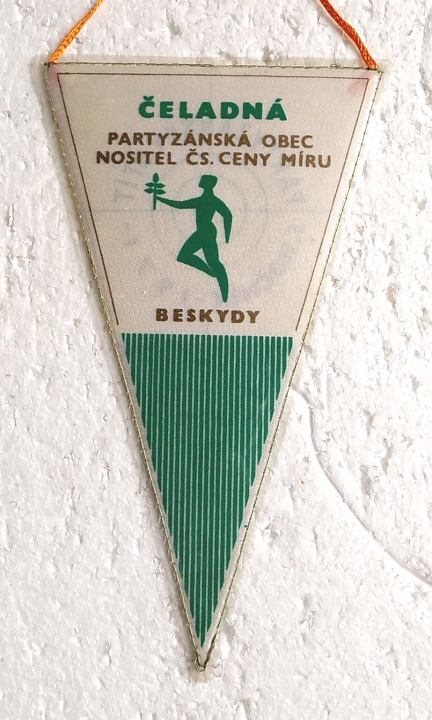 ČELADNÁ
PARTYZÁNSKÁ OBEC
NOSITEL ČS. CENY MÍRU
BESKYDY